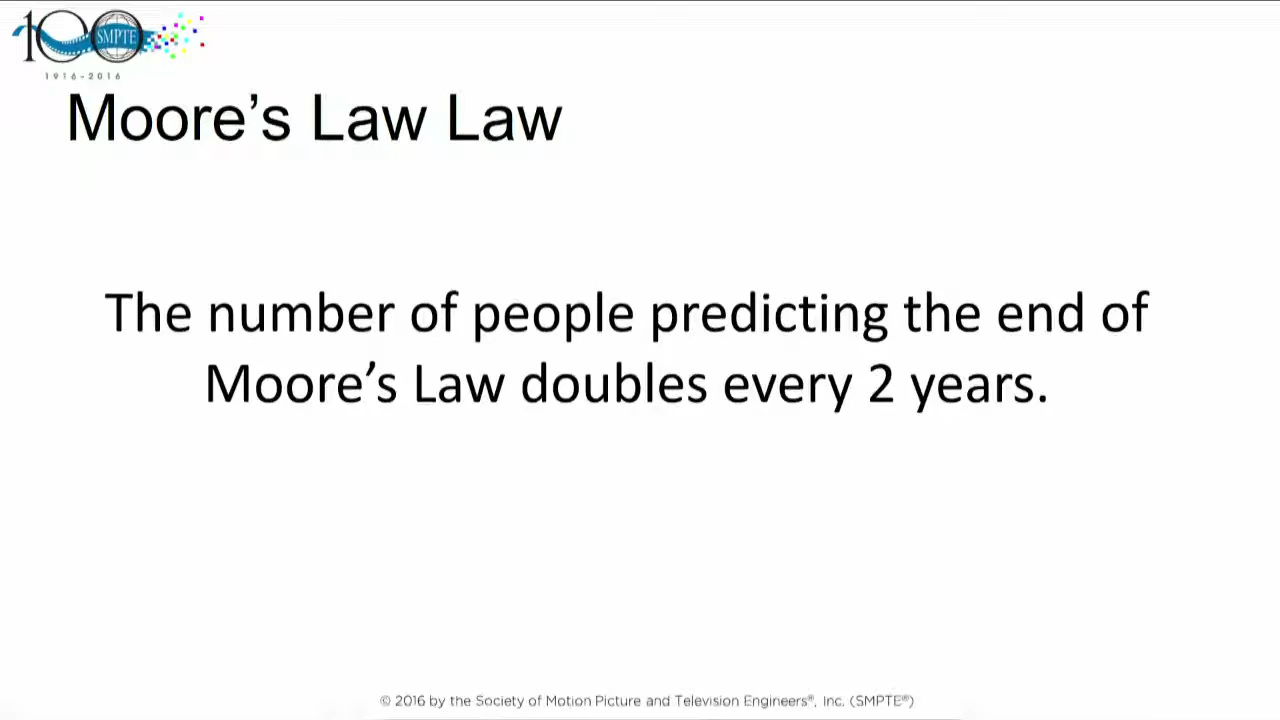 100 SMPTE
1916-2016
Moore’s Law Law
The number of people predicting the end of
Moore’s Law doubles every 2 years.
© 2016 by the Society of Motion Picture and Television Engineers®, Inc. (SMPTE®)